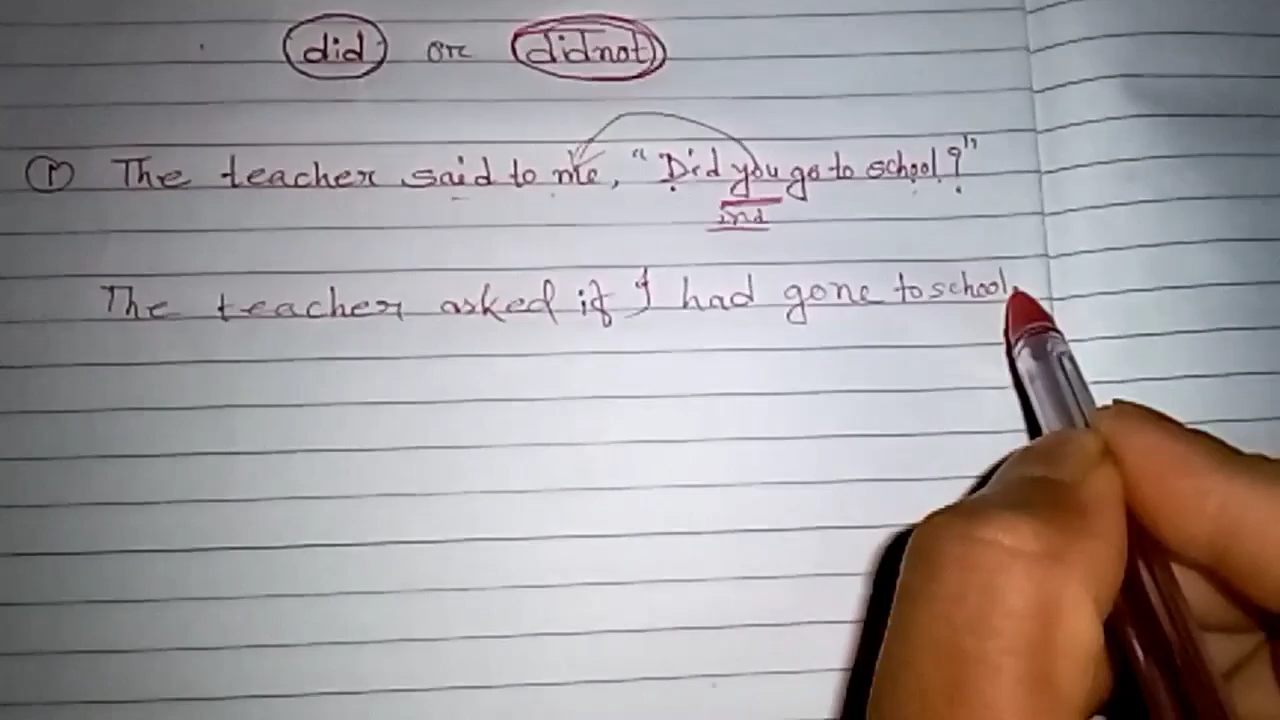 did or didnot
① The teacher said to me, "Did you go to school?"
2nd
The teacher asked if I had gone to school.